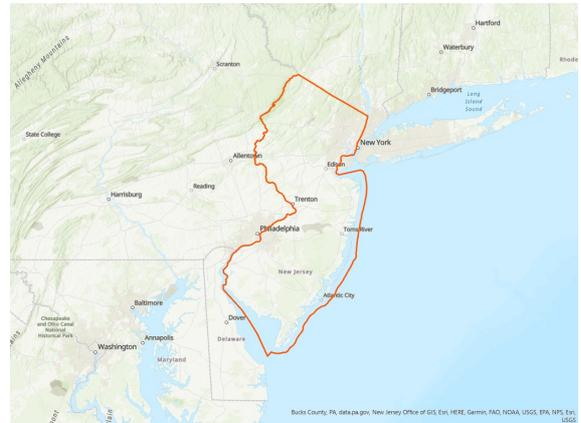 Hartford
Waterbury
Allegheny Mountains
Scranton
Rhode
Bridgeport
Long
Island
Sound
State College
New York
Allentown
Edison
Reading
Harrisburg
Trenton
Philadelphia
Toms River
New Jersey
Atlantic City
Baltimore
Chesapeake
and Ohio Canal
National
Historical Park
Dover
Annapolis
Delaware
Washington
Maryland
Bucks County, PA, data.pa.gov, New Jersey Office of GIS, Esri, HERE, Garmin, FAO, NOAA, USGS, EPA, NPS, Esri,
USGS